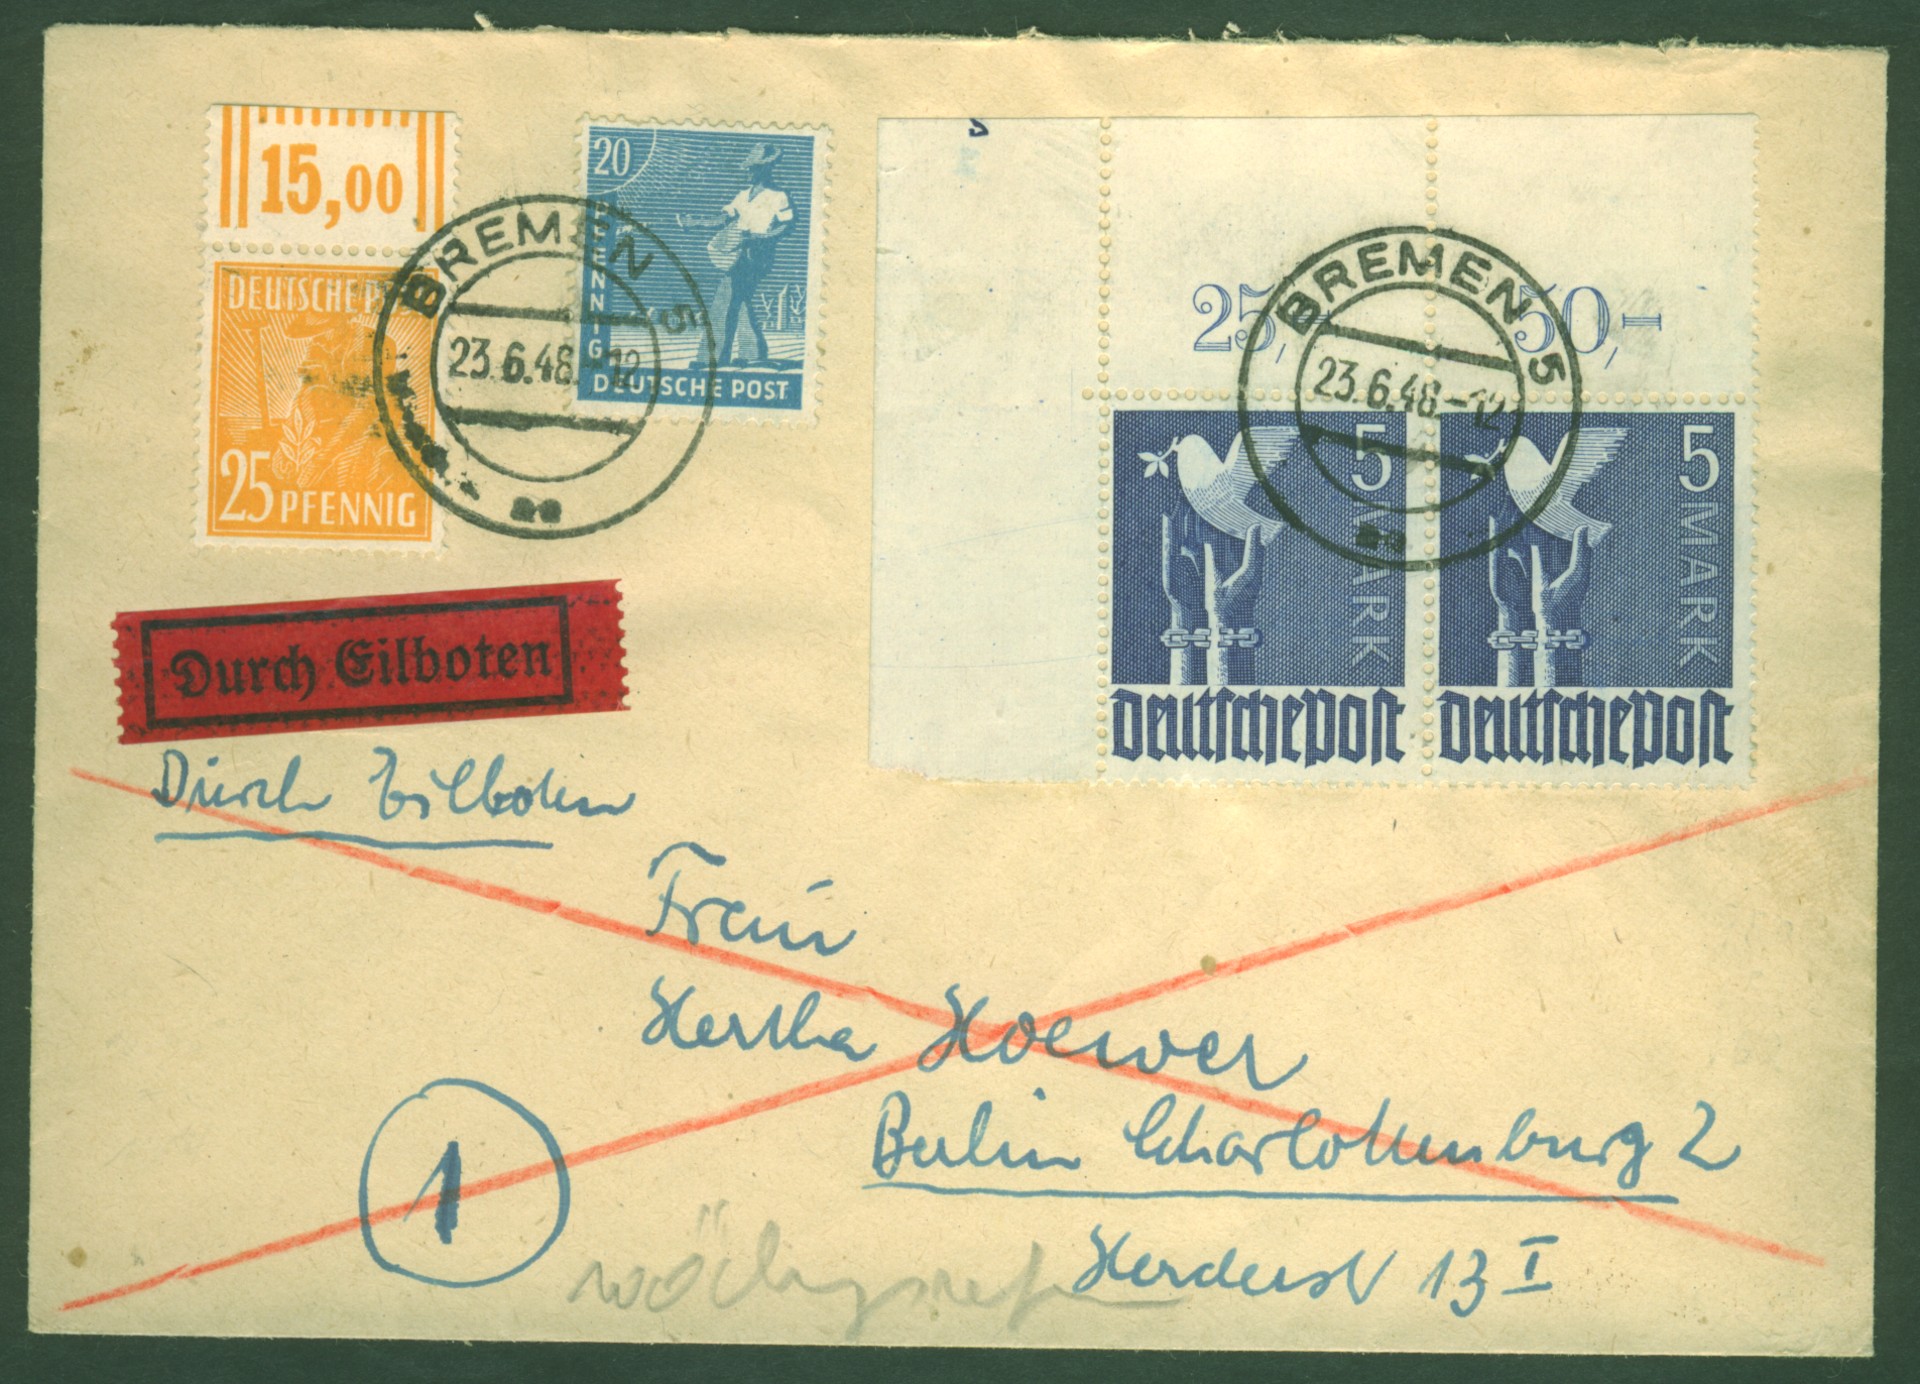 15,00
DEUTSCHE P
25 PFENNIG
20
PFENNIG
DEUTSCHE POST
BREMEN 5
23.6.48.-12
25,-
50,-
BREMEN 5
23.6.48.-12
5 MARK
Deutsche Post
5 MARK
Deutsche Post
Durch Eilboten
Durch Eilboten
Frau
Hertha Hoewer
Berlin Charlottenburg 2
Herderstr 13 I
1